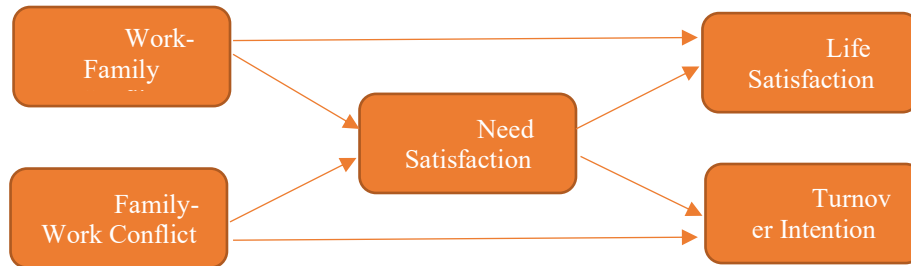 Work-
Family
Life
Satisfaction
Need
Satisfaction
Family-
Work Conflict
Turnov
er Intention